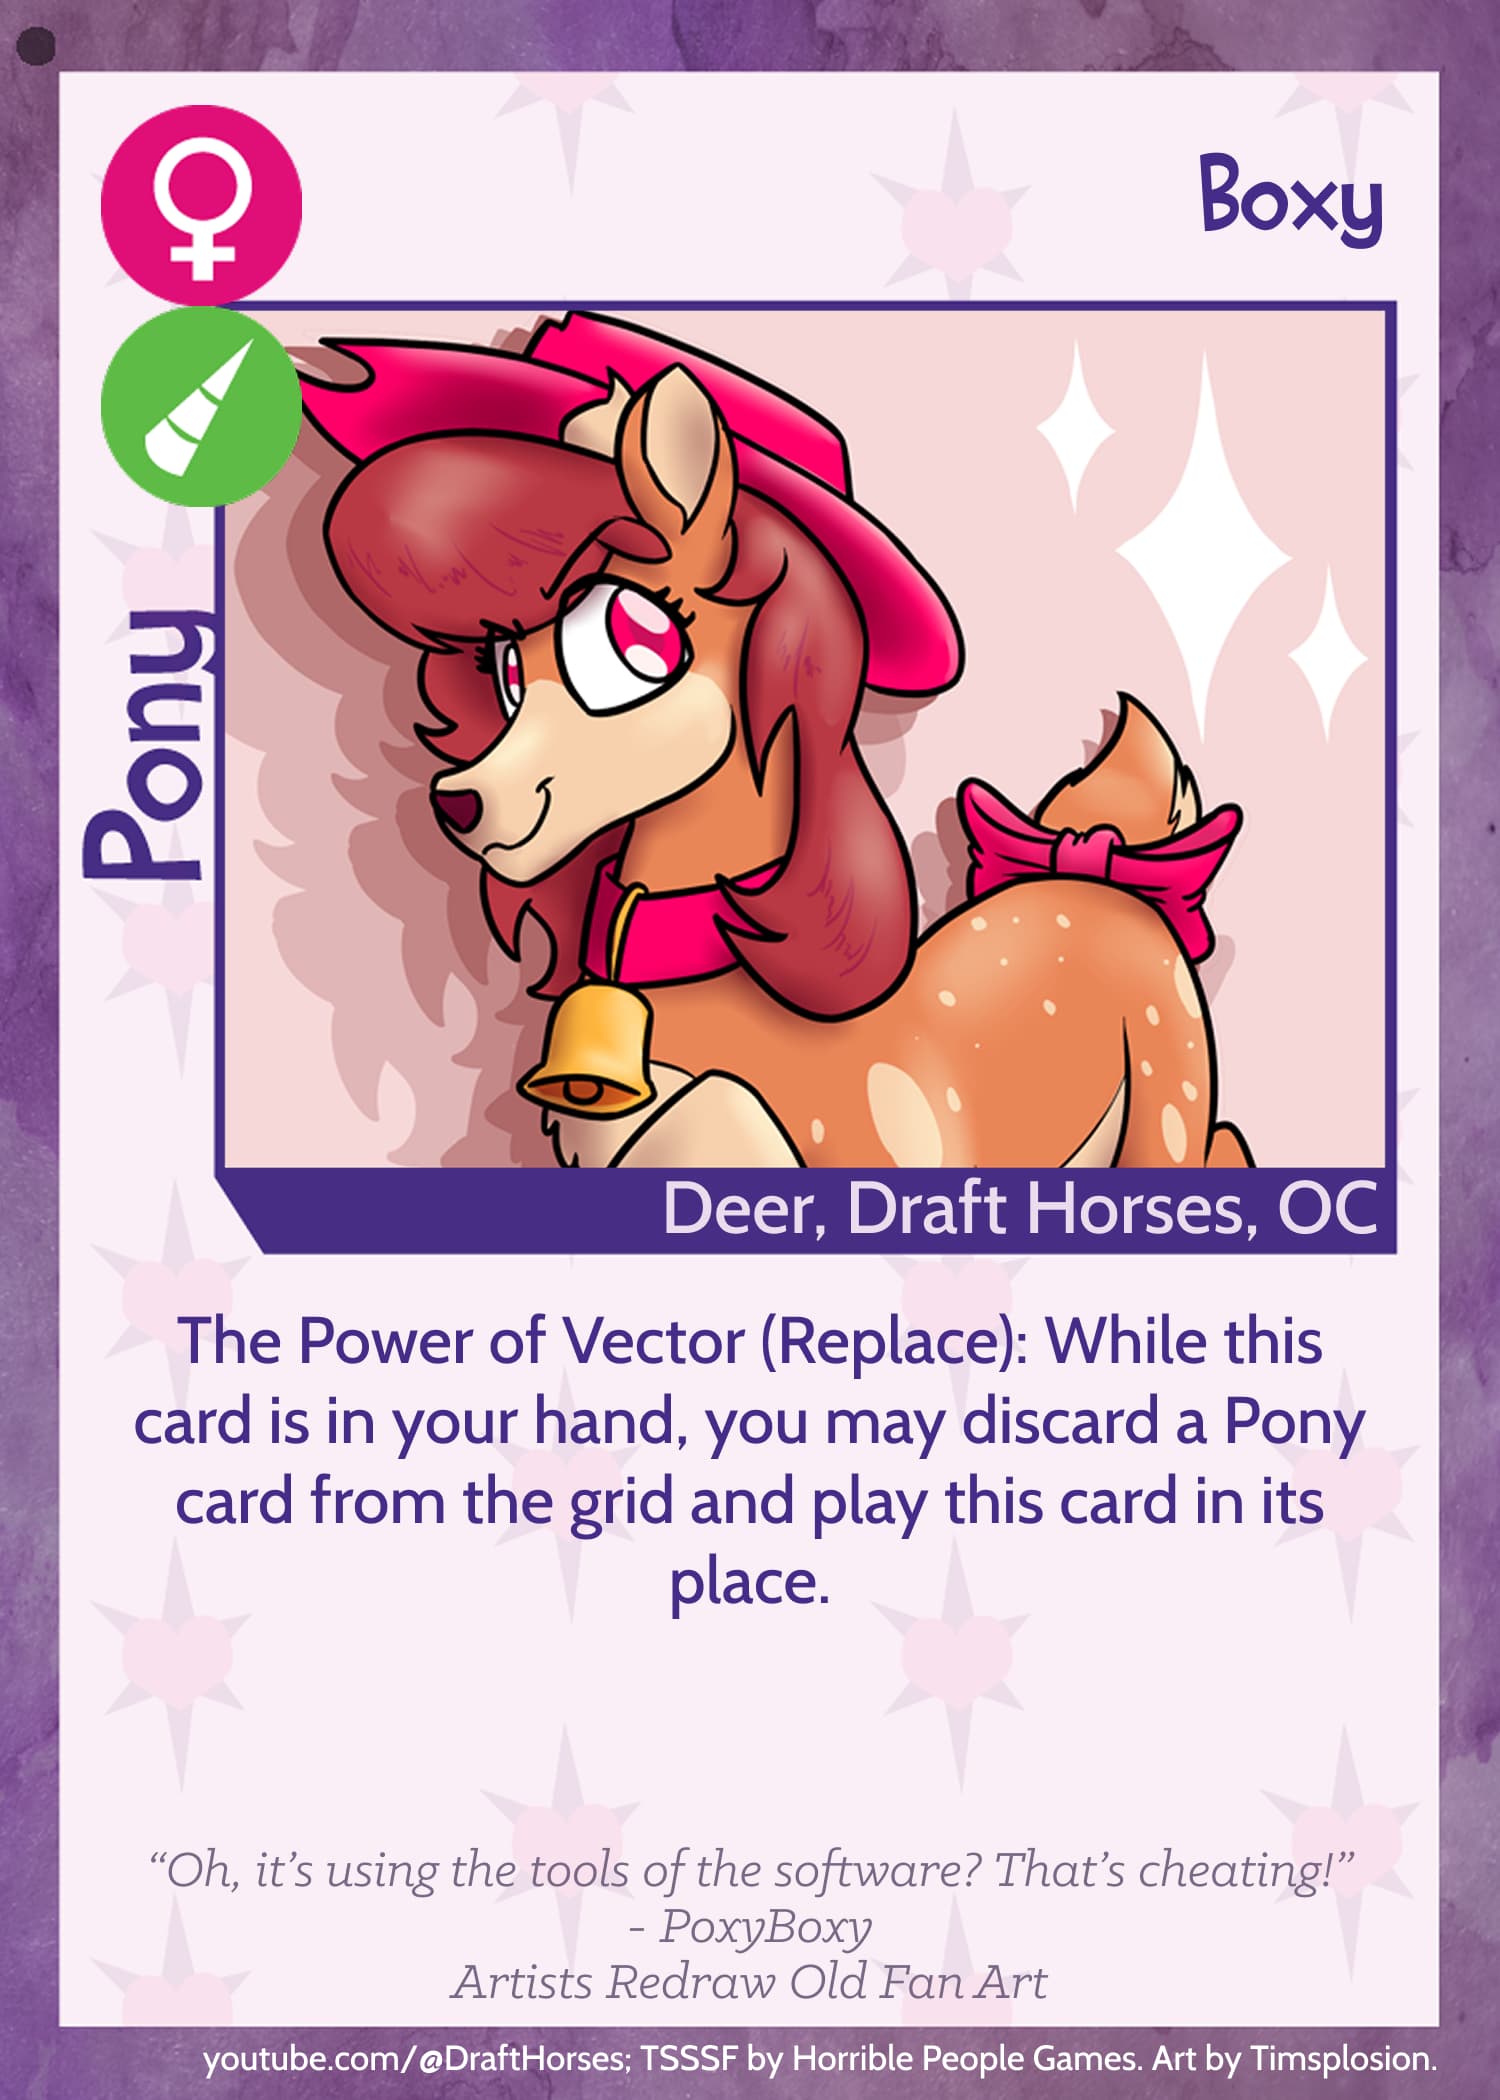 Boxy
Pony
Deer, Draft Horses, OC
The Power of Vector (Replace): While this
card is in your hand, you may discard a Pony
card from the grid and play this card in its
place.
“Oh, it’s using the tools of the software? That’s cheating!”
- PoxyBoxy
Artists Redraw Old Fan Art
youtube.com/@DraftHorses; TSSSF by Horrible People Games. Art by Timsplosion.